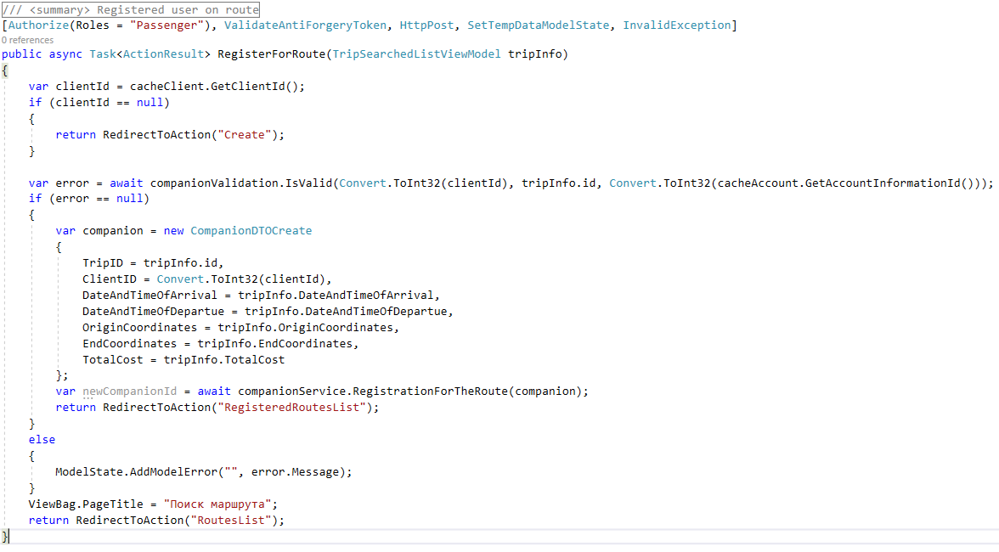 /// <summary> Registered user on route
[Authorize(Roles = "Passenger"), ValidateAntiForgeryToken, HttpPost, SetTempDataModelState, InvalidException]
0 references
public async Task<ActionResult> RegisterForRoute(TripSearchedListViewModel tripInfo)
{
    var clientId = cacheClient.GetClientId();
    if (clientId == null)
    {
        return RedirectToAction("Create");
    }

    var error = await companionValidation.IsValid(Convert.ToInt32(clientId), tripInfo.id, Convert.ToInt32(cacheAccount.GetAccountInformationId()));
    if (error == null)
    {
        var companion = new CompanionDTOCreate
        {
            TripID = tripInfo.id,
            ClientID = Convert.ToInt32(clientId),
            DateAndTimeOfArrival = tripInfo.DateAndTimeOfArrival,
            DateAndTimeOfDepartue = tripInfo.DateAndTimeOfDepartue,
            OriginCoordinates = tripInfo.OriginCoordinates,
            EndCoordinates = tripInfo.EndCoordinates,
            TotalCost = tripInfo.TotalCost
        };
        var newCompanionId = await companionService.RegistrationForTheRoute(companion);
        return RedirectToAction("RegisteredRoutesList");
    }
    else
    {
        ModelState.AddModelError("", error.Message);
    }
    ViewBag.PageTitle = "Поиск маршрута";
    return RedirectToAction("RoutesList");
}